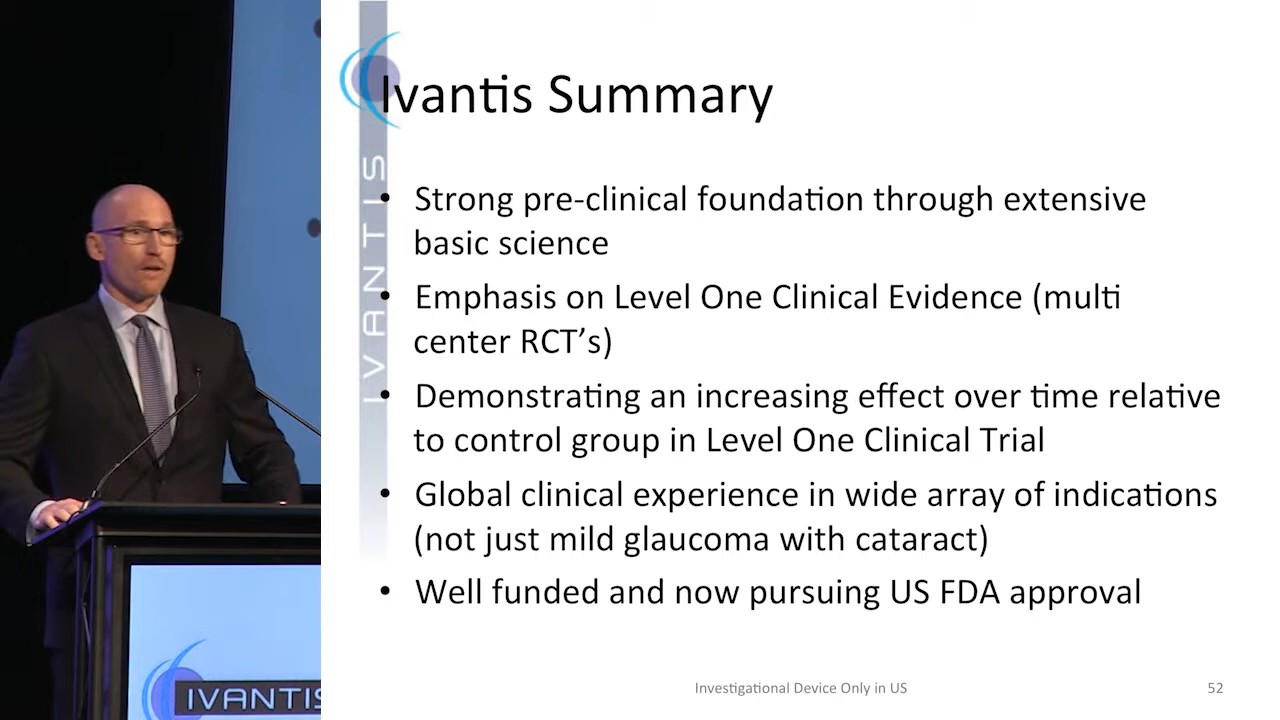 Ivantis Summary
IVANTIS
• Strong pre-clinical foundation through extensive
basic science
• Emphasis on Level One Clinical Evidence (multi
center RCT’s)
• Demonstrating an increasing effect over time relative
to control group in Level One Clinical Trial
• Global clinical experience in wide array of indications
(not just mild glaucoma with cataract)
• Well funded and now pursuing US FDA approval
Investigational Device Only in US
52
IVANTIS